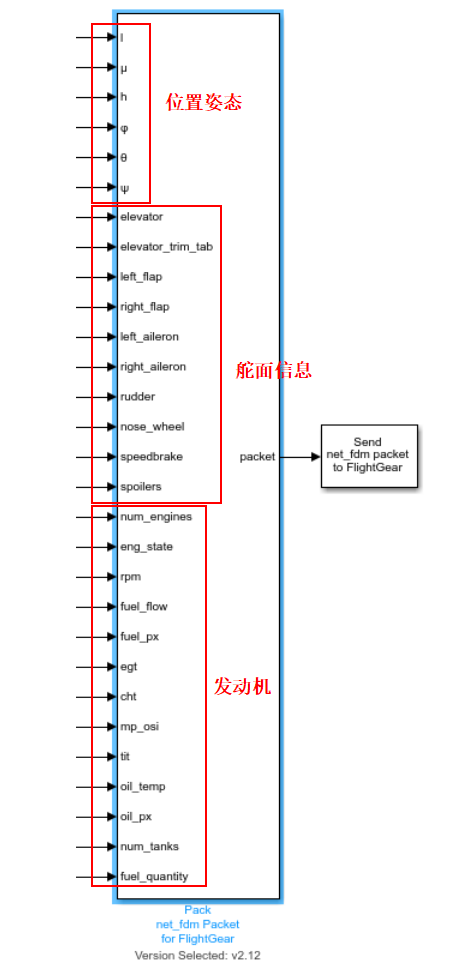 l
μ
h
φ
θ
ψ
位置姿态
elevator
elevator_trim_tab
left_flap
right_flap
left_aileron
right_aileron
rudder
nose_wheel
speedbrake
spoilers
舵面信息
num_engines
eng_state
rpm
fuel_flow
fuel_px
egt
cht
mp_osi
tit
oil_temp
oil_px
num_tanks
fuel_quantity
发动机
packet
Send
net_fdm packet
to FlightGear
Pack
net_fdm Packet
for FlightGear
Version Selected: v2.12